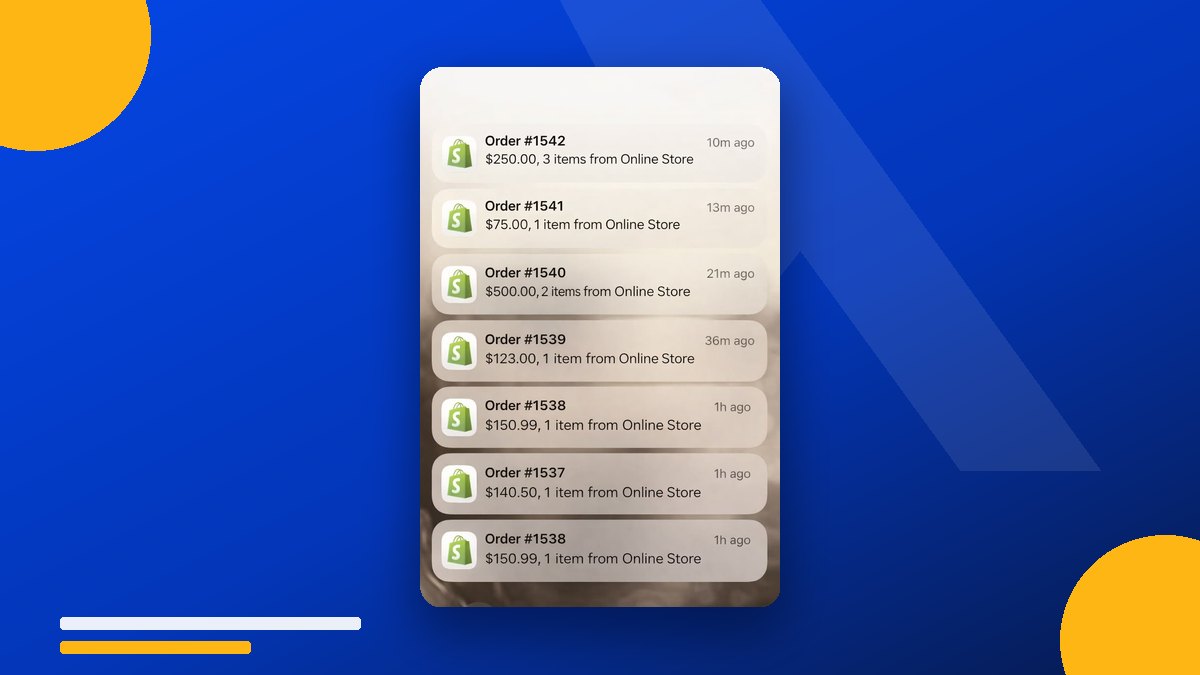 Order #1542
10m ago
$250.00, 3 items from Online Store
Order #1541
13m ago
$75.00, 1 item from Online Store
Order #1540
21m ago
$500.00, 2 items from Online Store
Order #1539
36m ago
$123.00, 1 item from Online Store
Order #1538
1h ago
$150.99, 1 item from Online Store
Order #1537
1h ago
$140.50, 1 item from Online Store
Order #1538
1h ago
$150.99, 1 item from Online Store